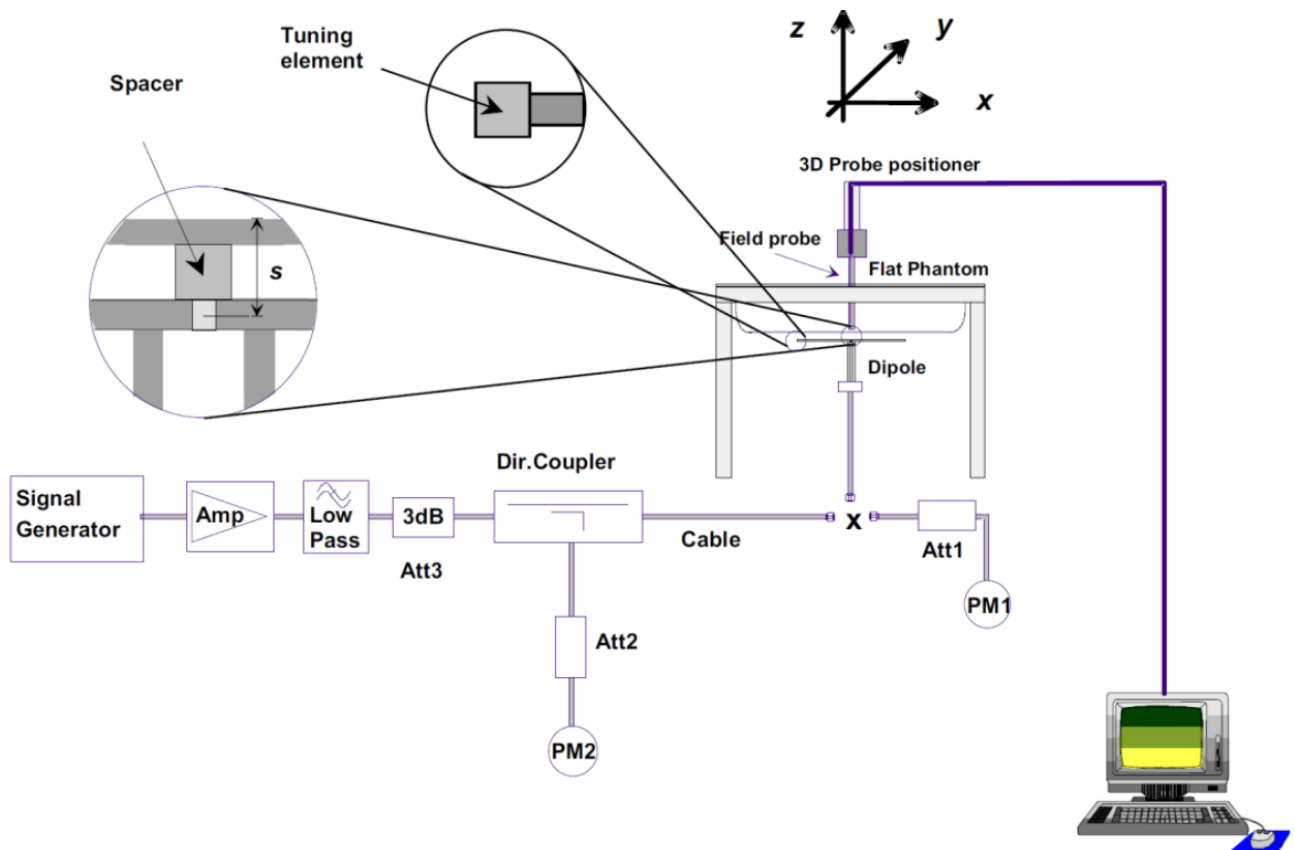 Tuning
element
Spacer
s
z
y
x
3D Probe positioner
Field probe
Flat Phantom
Dipole
Dir.Coupler
Signal
Generator
Amp
Low
Pass
3dB
Att3
Cable
x
Att1
PM1
Att2
PM2